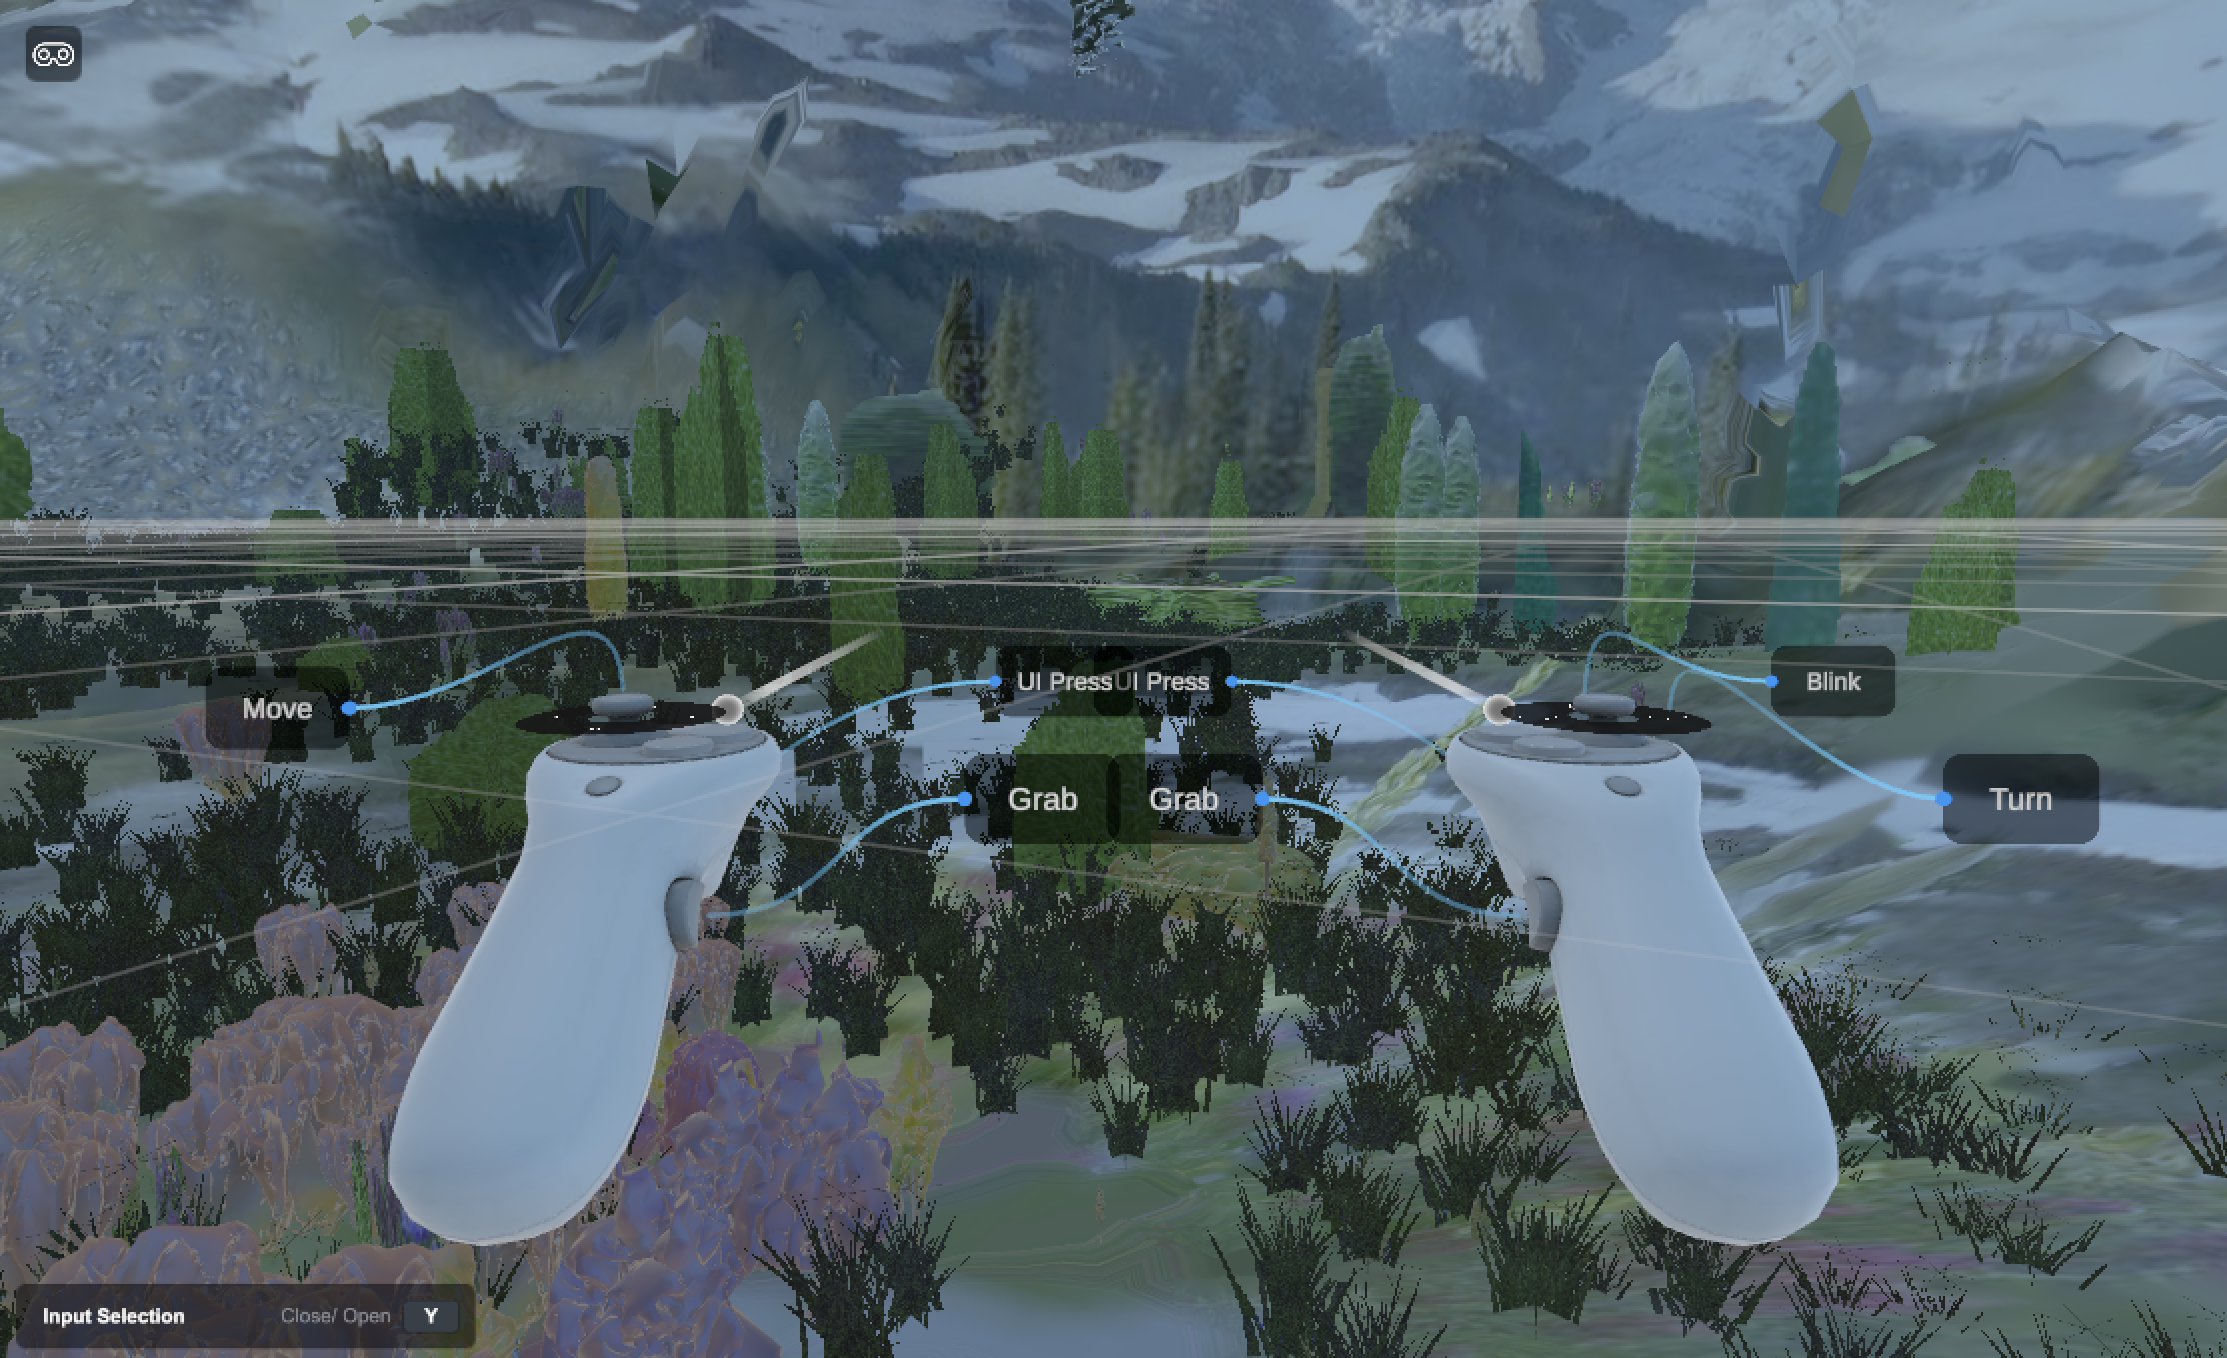 Move
UI Press
UI Press
Blink
Grab
Grab
Turn
Input Selection
Close/ Open
Y